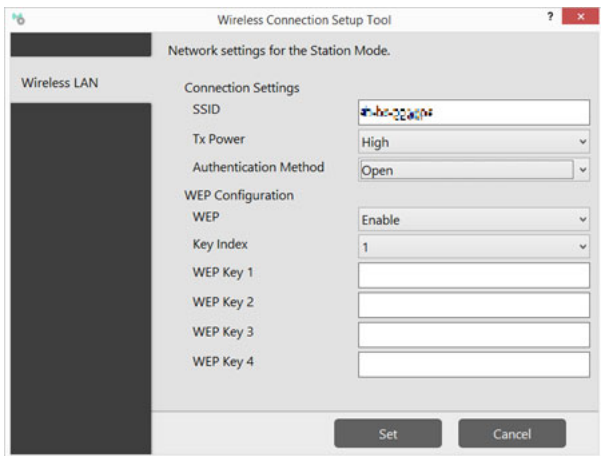 Wireless Connection Setup Tool ?
Network settings for the Station Mode.
Wireless LAN
Connection Settings
SSID
Tx Power High
Authentication Method Open
WEP Configuration
WEP Enable
Key Index 1
WEP Key 1
WEP Key 2
WEP Key 3
WEP Key 4
Set Cancel